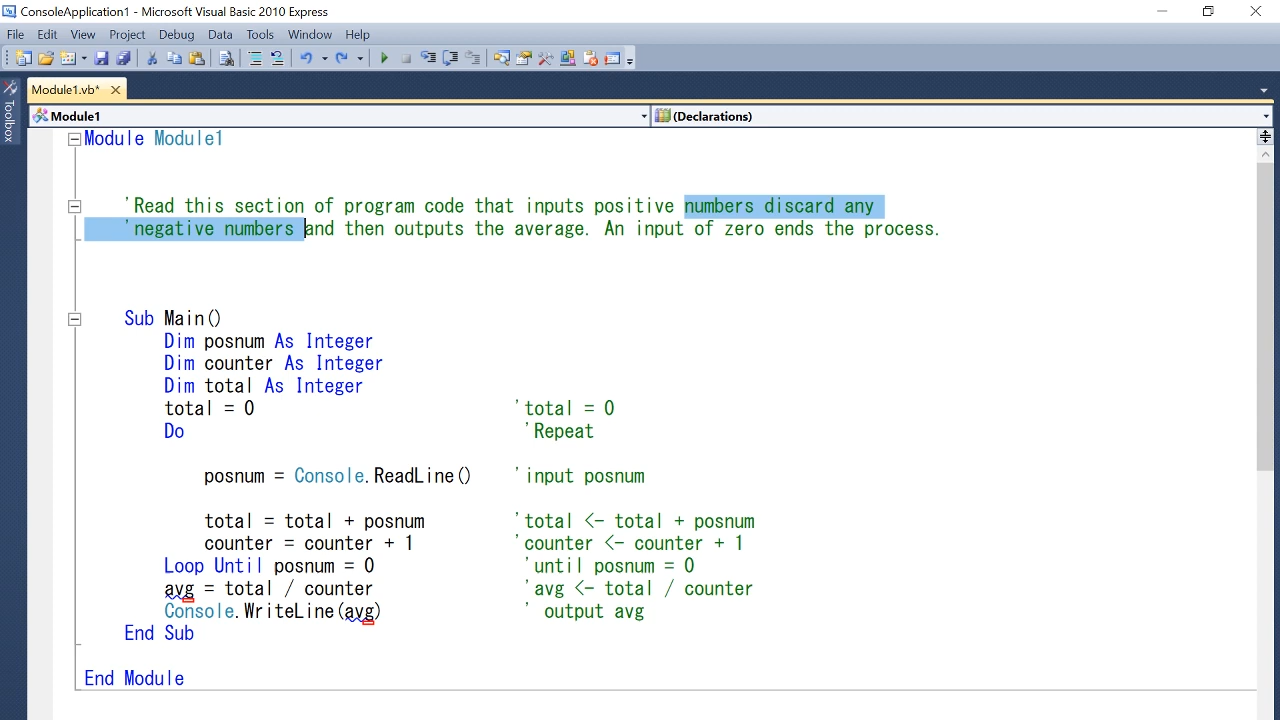 ConsoleApplication1 - Microsoft Visual Basic 2010 Express
File Edit View Project Debug Data Tools Window Help
Toolbox
Module1.vb*
Module1 (Declarations)
Module Module1
'Read this section of program code that inputs positive numbers discard any
'negative numbers and then outputs the average. An input of zero ends the process.
Sub Main()
Dim posnum As Integer
Dim counter As Integer
Dim total As Integer
total = 0 'total = 0
Do 'Repeat
posnum = Console.ReadLine() 'input posnum
total = total + posnum 'total <- total + posnum
counter = counter + 1 'counter <- counter + 1
Loop Until posnum = 0 'until posnum = 0
avg = total / counter 'avg <- total / counter
Console.WriteLine(avg) ' output avg
End Sub
End Module